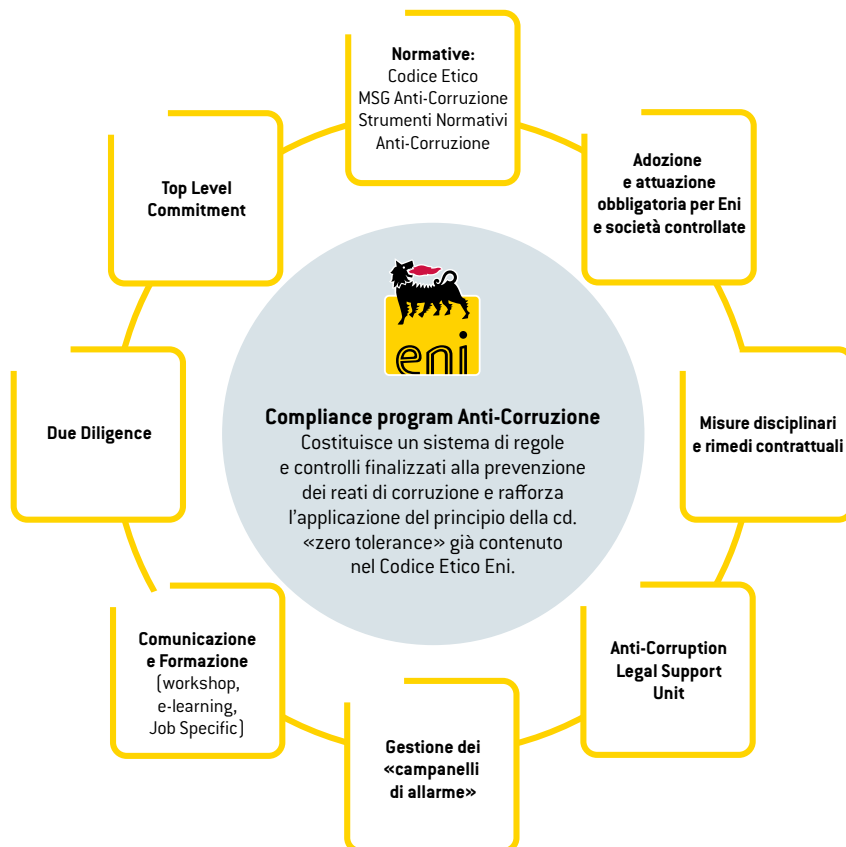 Normative:
Codice Etico
MSG Anti-Corruzione
Strumenti Normativi
Anti-Corruzione
Adozione
e attuazione
obbligatoria per Eni
e società controllate
Misure disciplinari
e rimedi contrattuali
Anti-Corruption
Legal Support
Unit
Gestione dei
«campanelli
di allarme»
Comunicazione
e Formazione
(workshop,
e-learning,
Job Specific)
Due Diligence
Top Level
Commitment
eni
Compliance program Anti-Corruzione
Costituisce un sistema di regole
e controlli finalizzati alla prevenzione
dei reati di corruzione e rafforza
l’applicazione del principio della cd.
«zero tolerance» già contenuto
nel Codice Etico Eni.